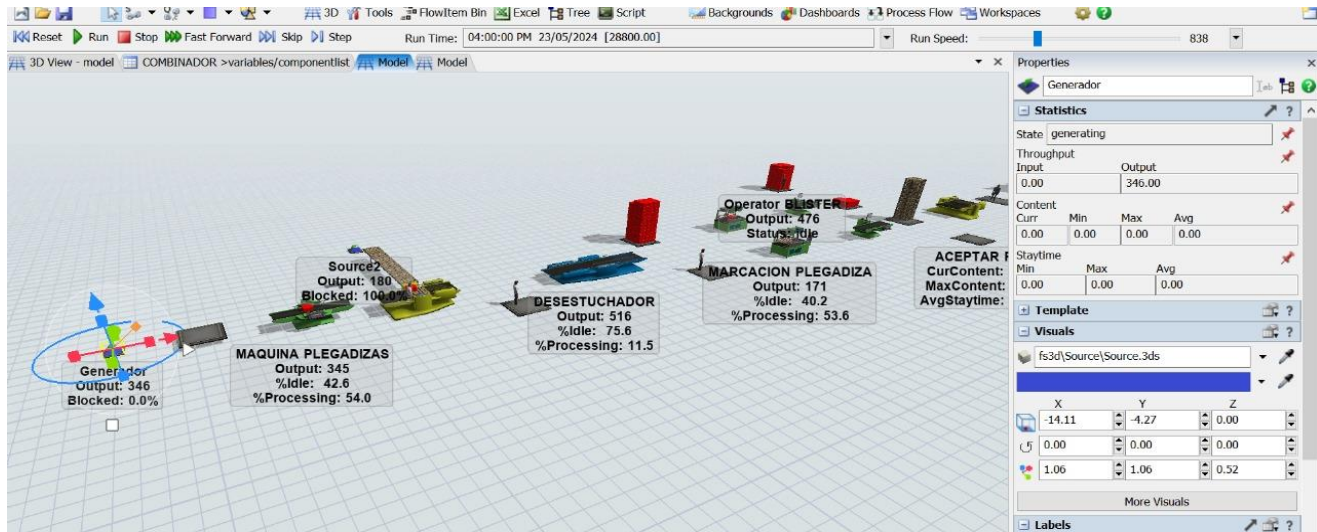 3D Tools FlowItem Bin Excel Tree Script Backgrounds Dashboards Process Flow Workspaces
Reset Run Stop Fast Forward Skip Step Run Time: 04:00:00 PM 23/05/2024 [28800.00] Run Speed: 838
3D View - model COMBINADOR >variables/componentlist Model Model
Properties
Generador
Statistics
State generating
Throughput
Input Output
0.00 346.00
Content
Curr Min Max Avg
0.00 0.00 0.00 0.00
Staytime
Min Max Avg
0.00 0.00 0.00
Template
Visuals
fs3d\Source\Source.3ds
X Y Z
-14.11 -4.27 0.00
0.00 0.00 0.00
1.06 1.06 0.52
More Visuals
Labels
Generador
Output: 346
Blocked: 0.0%
Source2
Output: 180
Blocked: 100.0%
MAQUINA PLEGADIZAS
Output: 345
%Idle: 42.6
%Processing: 54.0
DESESTUCHADOR
Output: 516
%Idle: 75.6
%Processing: 11.5
Operator BLISTER
Output: 476
Status: Idle
MARCACION PLEGADIZA
Output: 171
%Idle: 40.2
%Processing: 53.6
ACEPTAR
CurContent:
MaxContent:
AvgStaytime: